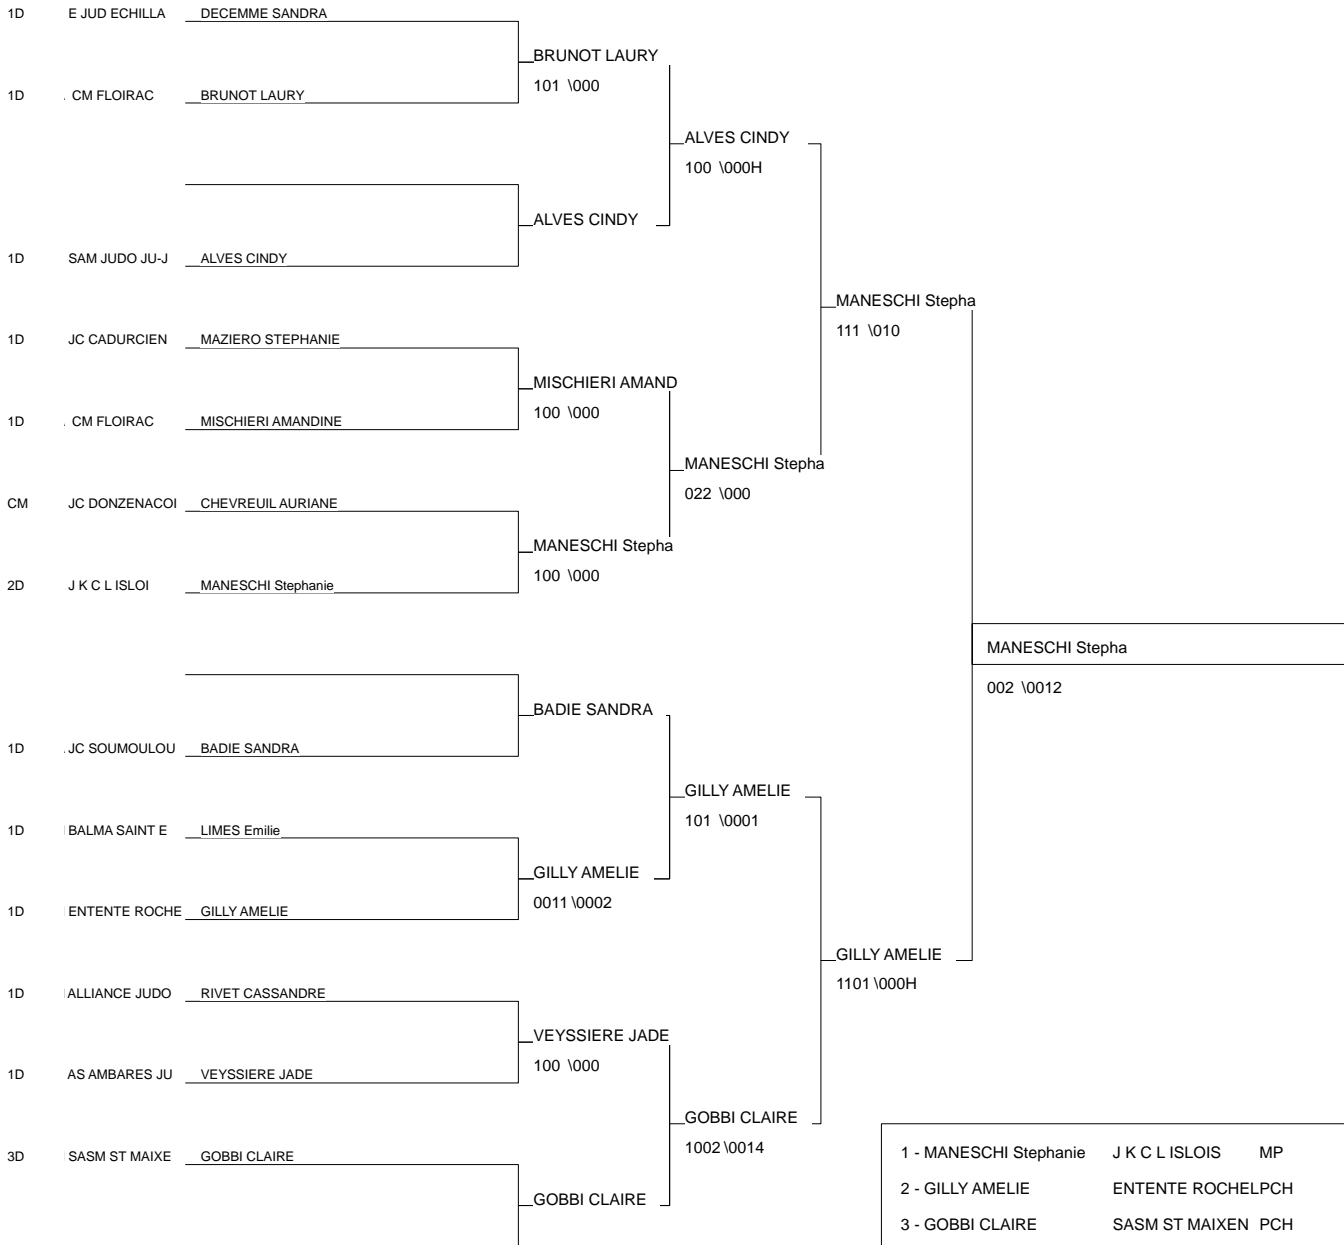 1D E JUD ECHILLA DECEMME SANDRA
BRUNOT LAURY
101 \000
1D CM FLOIRAC BRUNOT LAURY
ALVES CINDY
100 \000H
ALVES CINDY
1D SAM JUDO JU-J ALVES CINDY
MANESCHI Stepha
111 \010
1D JC CADURCIEN MAZIERO STEPHANIE
MISCHIERI AMAND
100 \000
1D CM FLOIRAC MISCHIERI AMANDINE
MANESCHI Stepha
022 \000
CM JC DONZENACOI CHEVREUIL AURIANE
MANESCHI Stepha
100 \000
2D J K C L ISLOI MANESCHI Stephanie
MANESCHI Stepha
002 \0012
BADIE SANDRA
1D JC SOUMOULOU BADIE SANDRA
GILLY AMELIE
101 \0001
1D BALMA SAINT E LIMES Emilie
GILLY AMELIE
0011 \0002
1D ENTENTE ROCHE GILLY AMELIE
GILLY AMELIE
1101 \000H
1D ALLIANCE JUDO RIVET CASSANDRE
VEYSSIERE JADE
100 \000
1D AS AMBARES JU VEYSSIERE JADE
GOBBI CLAIRE
1002 \0014
3D SASM ST MAIXE GOBBI CLAIRE
GOBBI CLAIRE
1 - MANESCHI Stephanie J K C L ISLOIS MP
2 - GILLY AMELIE ENTENTE ROCHELPCH
3 - GOBBI CLAIRE SASM ST MAIXEN PCH